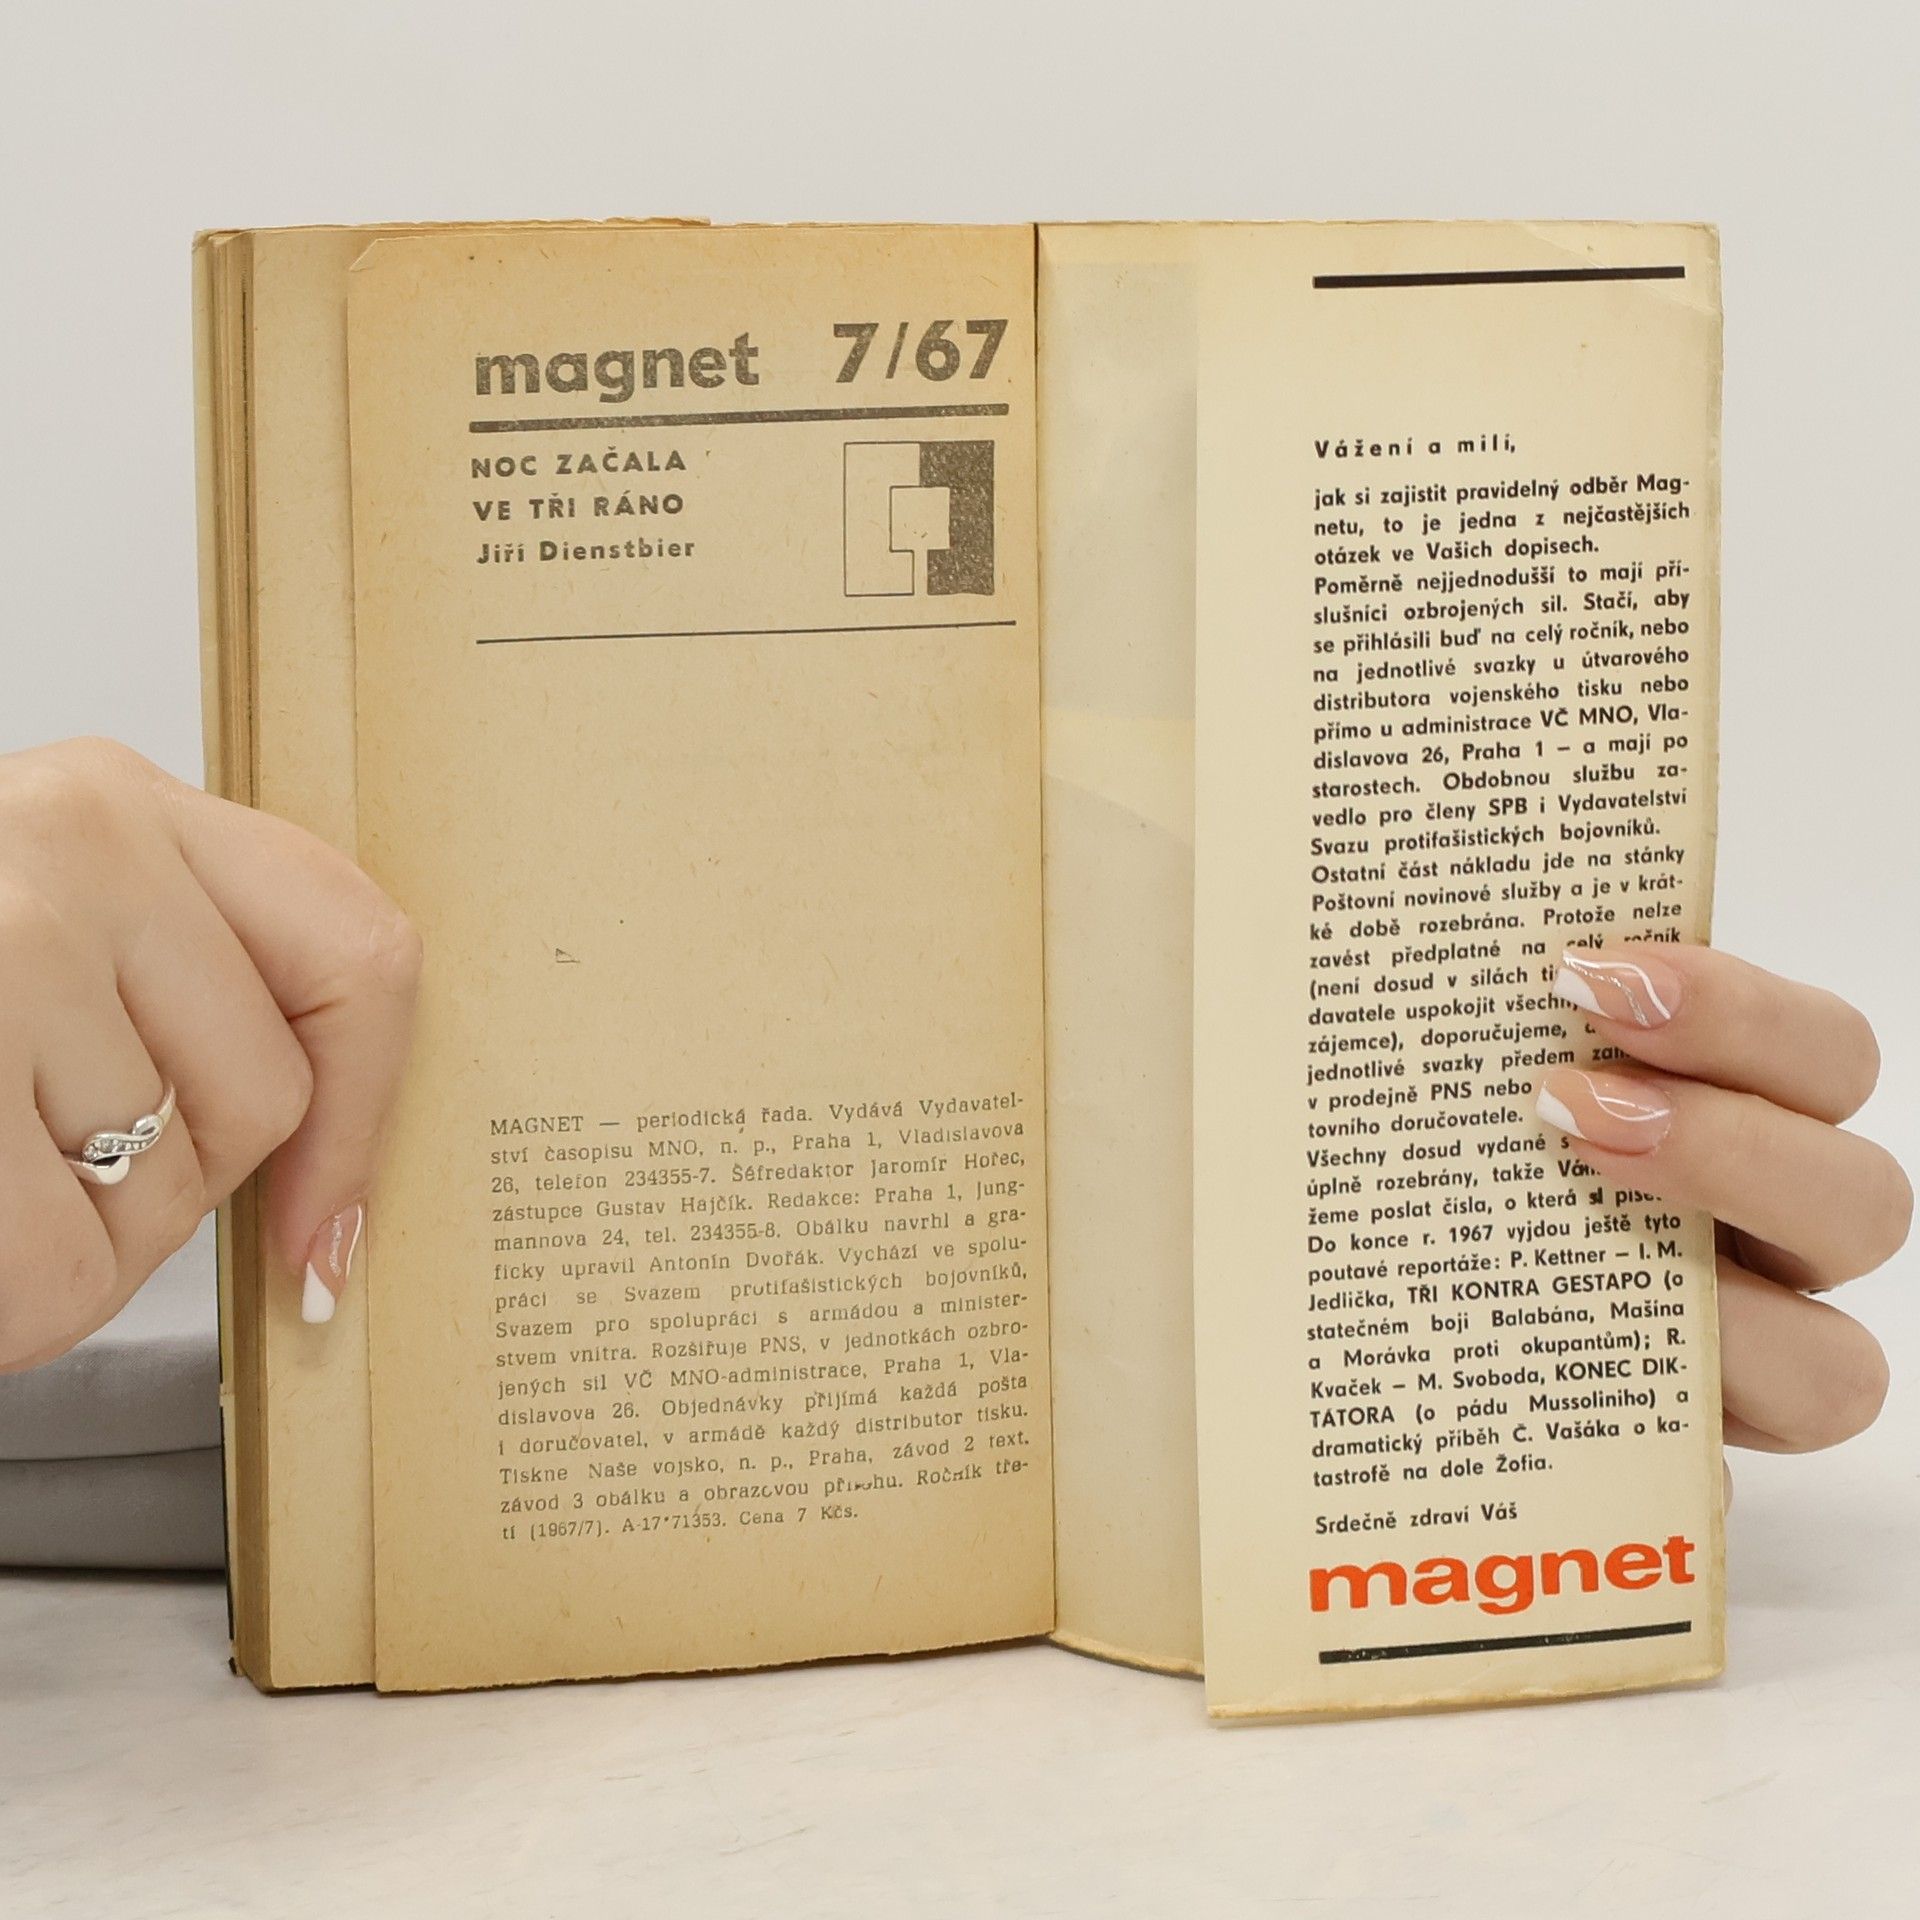 magnet 7/67
NOC ZAČALA
VE TŘI RÁNO
Jiří Dienstbier
MAGNET — periodická řada. Vydává Vydavatel-
ství časopisu MNO, n. p., Praha 1, Vladislavova
26, telefon 234355-7. Šéfredaktor Jaromír Hořec,
zástupce Gustav Hajčík. Redakce: Praha 1, Jung-
mannova 24, tel. 234355-8. Obálku navrhl a gra-
ficky upravil Antonín Dvořák. Vychází ve spolu-
práci se Svazem protifašistických bojovníků,
Svazem pro spolupráci s armádou a minister-
stvem vnitra. Rozšiřuje PNS, v jednotkách ozbro-
jených sil VČ MNO-administrace, Praha 1, Vla-
dislavova 26. Objednávky přijímá každá pošta
i doručovatel, v armádě každý distributor tisku.
Tiskne Naše vojsko, n. p., Praha, závod 2 text.
závod 3 obálku a obrazovou přílohu. Ročník tře-
tí (1967/7). A-17*71353. Cena 7 Kčs.
Vážení a milí,
jak si zajistit pravidelný odběr Mag-
netu, to je jedna z nejčastějších
otázek ve Vašich dopisech.
Poměrně nejjednodušší to mají pří-
slušníci ozbrojených sil. Stačí, aby
se přihlásili buď na celý ročník, nebo
na jednotlivé svazky u útvarového
distributora vojenského tisku nebo
přímo u administrace VČ MNO, Vla-
dislavova 26, Praha 1 – a mají po
starostech. Obdobnou službu za-
vedlo pro členy SPB i Vydavatelství
Svazu protifašistických bojovníků.
Ostatní část nákladu jde na stánky
Poštovní novinové služby a je v krát-
ké době rozebrána. Protože nelze
zavést předplatné na celý ročník
(není dosud v silách
davatele uspokojit
zájemce), doporučujeme,
jednotlivé svazky předem
v prodejně PNS nebo
tovního doručovatele.
Všechny dosud vydané
úplně rozebrány, takže
žeme poslat čísla, o která si
Do konce r. 1967 vyjdou ještě tyto
poutavé reportáže: P. Kettner – I. M.
Jedlička, TŘI KONTRA GESTAPO (o
statečném boji Balabána, Mašína
a Morávka proti okupantům); R.
Kvaček – M. Svoboda, KONEC DIK-
TÁTORA (o pádu Mussoliniho) a
dramatický příběh Č. Vašáka o ka-
tastrofě na dole Žofia.
Srdečně zdraví Váš
magnet